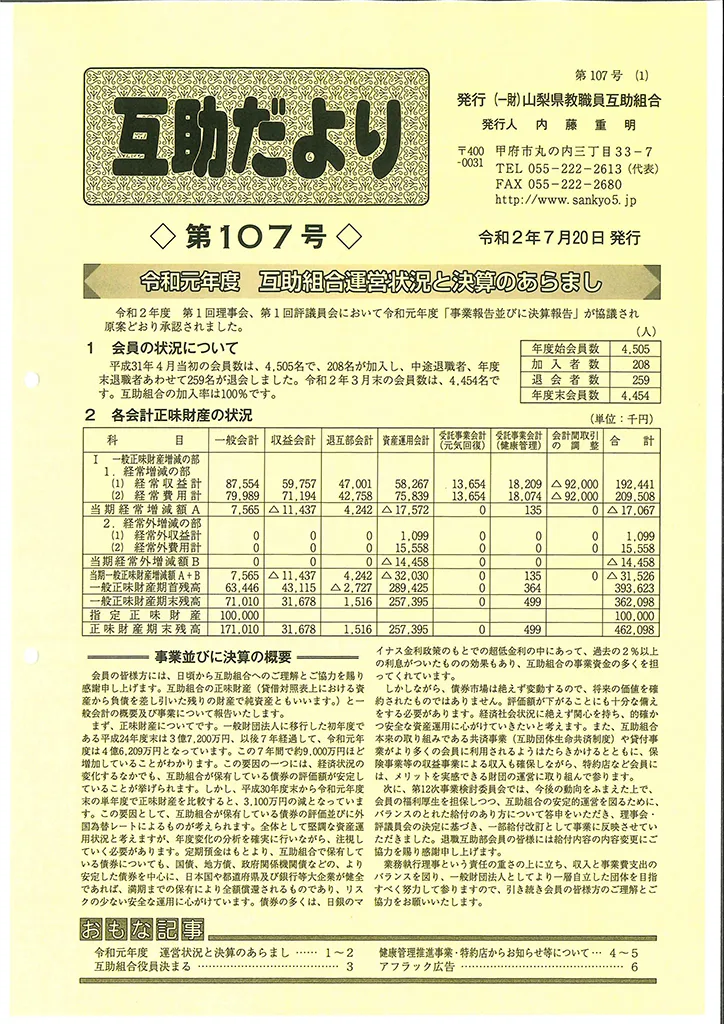 第107号 (1)
互助だより
発行 (一財)山梨県教職員互助組合
発行人 内藤重明
〒400-0031 甲府市丸の内三丁目33-7
TEL 055-222-2613 (代表)
FAX 055-222-2680
http://www.sankyo5.jp
◇ 第107号 ◇
令和2年7月20日 発行
令和元年度 互助組合運営状況と決算のあらまし
令和2年度 第1回理事会、第1回評議員会において令和元年度「事業報告並びに決算報告」が協議され
原案どおり承認されました。
1 会員の状況について
平成31年4月当初の会員数は、4,505名で、208名が加入し、中途退職者、年度
末退職者あわせて259名が退会しました。令和2年3月末の会員数は、4,454名で
す。互助組合の加入率は100%です。
(人)
年度始会員数 4,505
加入者数 208
退会者数 259
年度末会員数 4,454
2 各会計正味財産の状況
(単位:千円)
科目 一般会計 収益会計 退互部会計 資産運用会計 受託事業会計(元気回復) 受託事業会計(健康管理) 会計間取引の調整 合計
Ⅰ 一般正味財産増減の部
1.経常増減の部
(1) 経常収益計 87,554 59,757 47,001 58,267 13,654 18,209 △92,000 192,441
(2) 経常費用計 79,989 71,194 42,758 75,839 13,654 18,074 △92,000 209,508
当期経常増減額A 7,565 △11,437 4,242 △17,572 0 135 0 △17,067
2.経常外増減の部
(1) 経常外収益計 0 0 0 1,099 0 0 1,099
(2) 経常外費用計 0 0 0 15,558 0 0 15,558
当期経常外増減額B 0 0 0 △14,458 0 0 △14,458
当期一般正味財産増減額A+B 7,565 △11,437 4,242 △32,030 0 135 0 △31,526
一般正味財産期首残高 63,446 43,115 △2,727 289,425 0 364 393,623
一般正味財産期末残高 71,010 31,678 1,516 257,395 0 499 362,098
指定正味財産 100,000 100,000
正味財産期末残高 171,010 31,678 1,516 257,395 0 499 462,098
事業並びに決算の概要
会員の皆様方には、日頃から互助組合へのご理解とご協力を賜り
感謝申し上げます。互助組合の正味財産(貸借対照表上における資
産から負債を差し引いた残りの財産で純資産ともいいます。)と一
般会計の概要及び事業について報告いたします。
まず、正味財産についてです。一般財団法人に移行した初年度で
ある平成24年度末は3億7,200万円、以後7年経過して、令和元年
度は4億6,209万円となっています。この7年間で約9,000万円ほど
増加していることがわかります。この要因の一つには、経済状況の
変化するなかでも、互助組合が保有している債券の評価額が安定し
ていることが挙げられます。しかし、平成30年度末から令和元年度
末の単年度で正味財産を比較すると、3,100万円の減となっていま
す。この要因として、互助組合が保有している債券の評価並びに外
国為替レートによるものが考えられます。全体として堅調な資産運
用状況と考えますが、年度変化の分析を確実に行いながら、注視し
ていく必要があります。定期預金はもとより、互助組合で保有して
いる債券についても、国債、地方債、政府関係機関債などの、より
安定した債券を中心に、日本国や都道府県及び銀行等大企業が健全
であれば、満期までの保有により全額償還されるものであり、リス
クの少ない安全な運用に心がけています。債券の多くは、日銀のマ
イナス金利政策のもとでの超低金利の中にあって、過去の2%以上
の利息がついたものの効果もあり、互助組合の事業資金の多くを担
ってくれています。
しかしながら、債券市場は絶えず変動するので、将来の価値を確
約されたものではありません。評価額が下がることにも十分な備え
をする必要があります。経済社会状況に絶えず関心を持ち、的確か
つ安全な資産運用に心がけていきたいと考えます。また、互助組合
本来の取り組みである共済事業(互助団体生命共済制度)や貸付事
業がより多くの会員に利用されるようはたらきかけるとともに、保
険事業等の収益事業による収入も確保しながら、特約店など会員に
は、メリットを実感できる財団の運営に取り組んで参ります。
次に、第12次事業検討委員会では、今後の動向をふまえた上で、
会員の福利厚生を担保しつつ、互助組合の安定的運営を図るために、
バランスのとれた給付のあり方について答申をいただき、理事会・
評議員会の決定に基づき、一部給付改訂として事業に反映させてい
ただきました。退職互助部会員の皆様には給付内容の内容変更にご
協力を賜り感謝申し上げます。
業務執行理事という責任の重さの上に立ち、収入と事業費支出の
バランスを図り、一般財団法人としてより一層自立した団体を目指
すべく努力して参りますので、引き続き会員の皆様方のご理解とご
協力をお願いいたします。
おもな記事
令和元年度 運営状況と決算のあらまし …… 1~2
互助組合役員決まる ………………………… 3
健康管理推進事業・特約店からお知らせ等について… 4~5
アフラック広告 ………………………………… 6